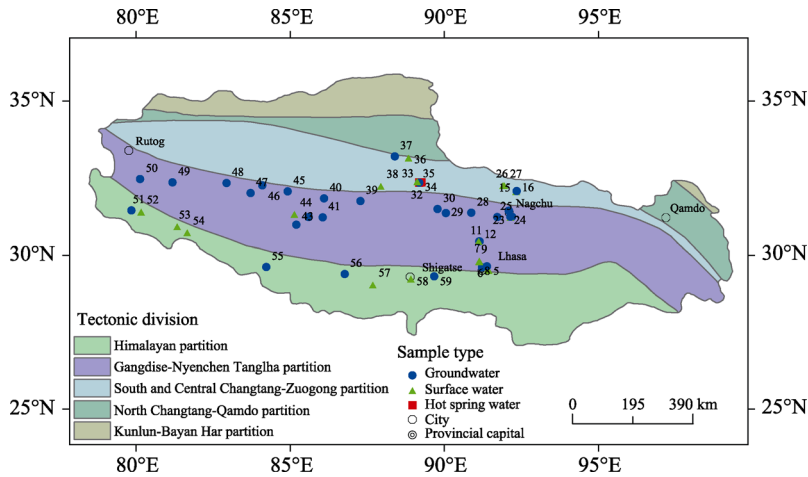 80°E 85°E 90°E 95°E
35°N 35°N
37
36
Rutog
38 33 35
50 49 48 47 45 34 26 27
46 40 39 32 15 16
51 52 44 41 30 28 25 Nagchu
43 29 23 24
Qamdo
53 54
30°N 30°N
11 12
7 9
55 56 57 Shigatse Lhasa
58 59 6 8 5
Tectonic division
Himalayan partition
Gangdise-Nyenchen Tanglha partition
South and Central Changtang-Zuogong partition
North Changtang-Qamdo partition
Kunlun-Bayan Har partition
Sample type
Groundwater
Surface water
Hot spring water
City
Provincial capital
0 195 390 km
25°N 25°N
80°E 85°E 90°E 95°E